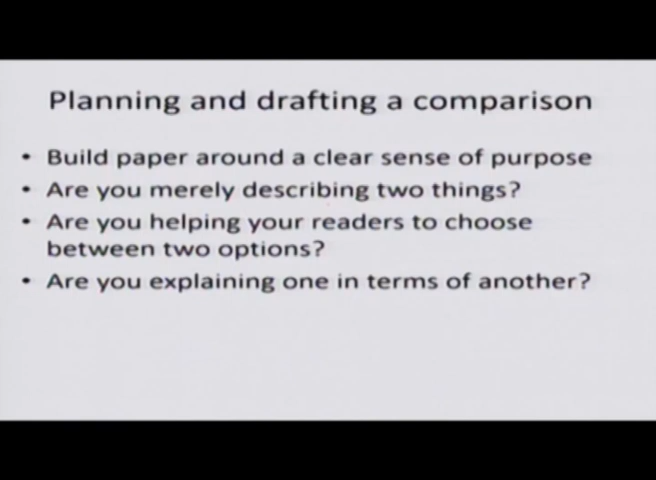 Planning and drafting a comparison
• Build paper around a clear sense of purpose
• Are you merely describing two things?
• Are you helping your readers to choose
between two options?
• Are you explaining one in terms of another?